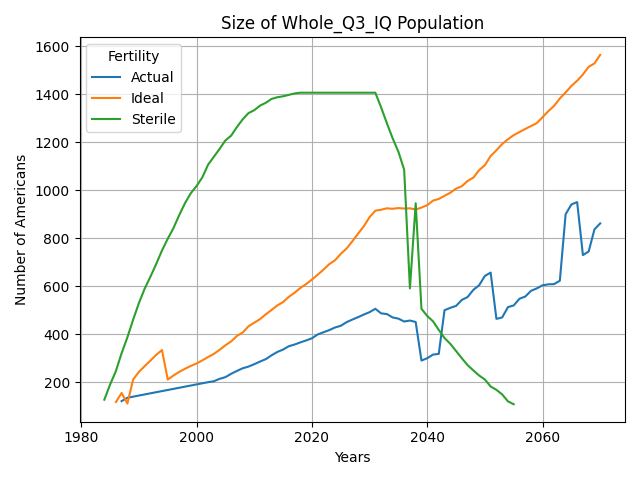 Size of Whole_Q3_IQ Population
Fertility
Actual
Ideal
Sterile
Number of Americans
1600
1400
1200
1000
800
600
400
200
1980
2000
2020
2040
2060
Years